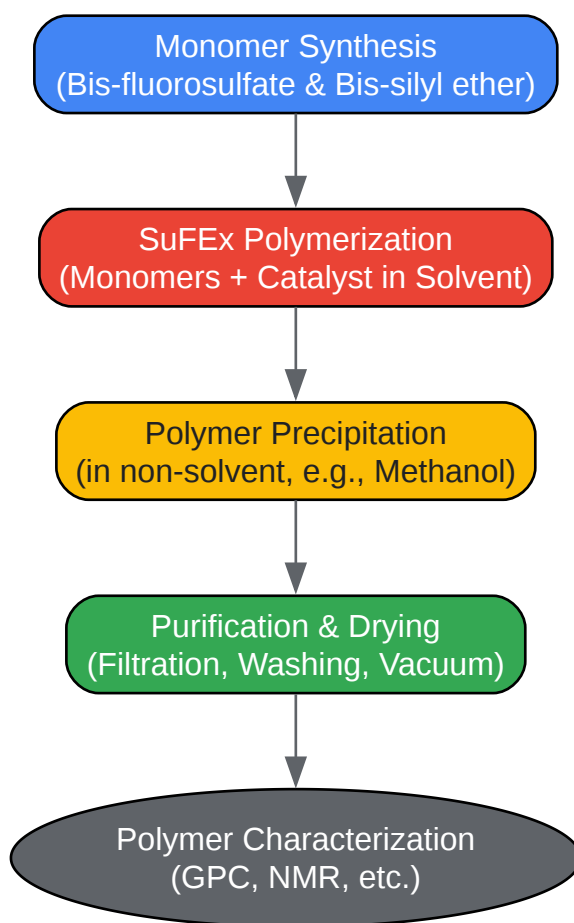 Monomer Synthesis
(Bis-fluorosulfate & Bis-silyl ether)
SuFEx Polymerization
(Monomers + Catalyst in Solvent)
Polymer Precipitation
(in non-solvent, e.g., Methanol)
Purification & Drying
(Filtration, Washing, Vacuum)
Polymer Characterization
(GPC, NMR, etc.)